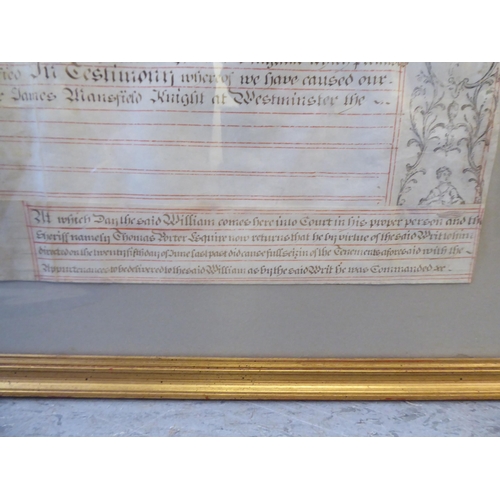 In Testimony whereof we have caused our
James Mansfield Knight at Westminster the
At which Day the said William comes here into Court in his proper person and the
Sheriff namely Thomas Porter Esquire now returns that he by virtue of the said Writ to him
directed on the twenty first day of June last past did cause full seizin of the Tenements aforesaid with the
Appurtenances to be delivered to the said William as by the said Writ he was Commanded &c